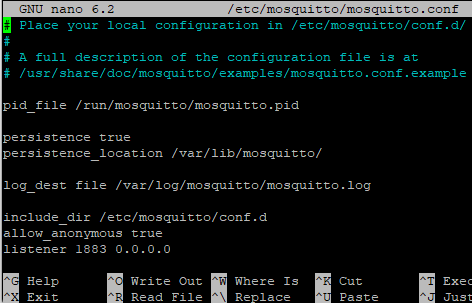 GNU nano 6.2 /etc/mosquitto/mosquitto.conf
# Place your local configuration in /etc/mosquitto/conf.d/
#
# A full description of the configuration file is at
# /usr/share/doc/mosquitto/examples/mosquitto.conf.example
pid_file /run/mosquitto/mosquitto.pid
persistence true
persistence_location /var/lib/mosquitto/
log_dest file /var/log/mosquitto/mosquitto.log
include_dir /etc/mosquitto/conf.d
allow_anonymous true
listener 1883 0.0.0.0
^G Help ^O Write Out ^W Where Is ^K Cut ^T Exec
^X Exit ^R Read File ^\ Replace ^U Paste ^J Just